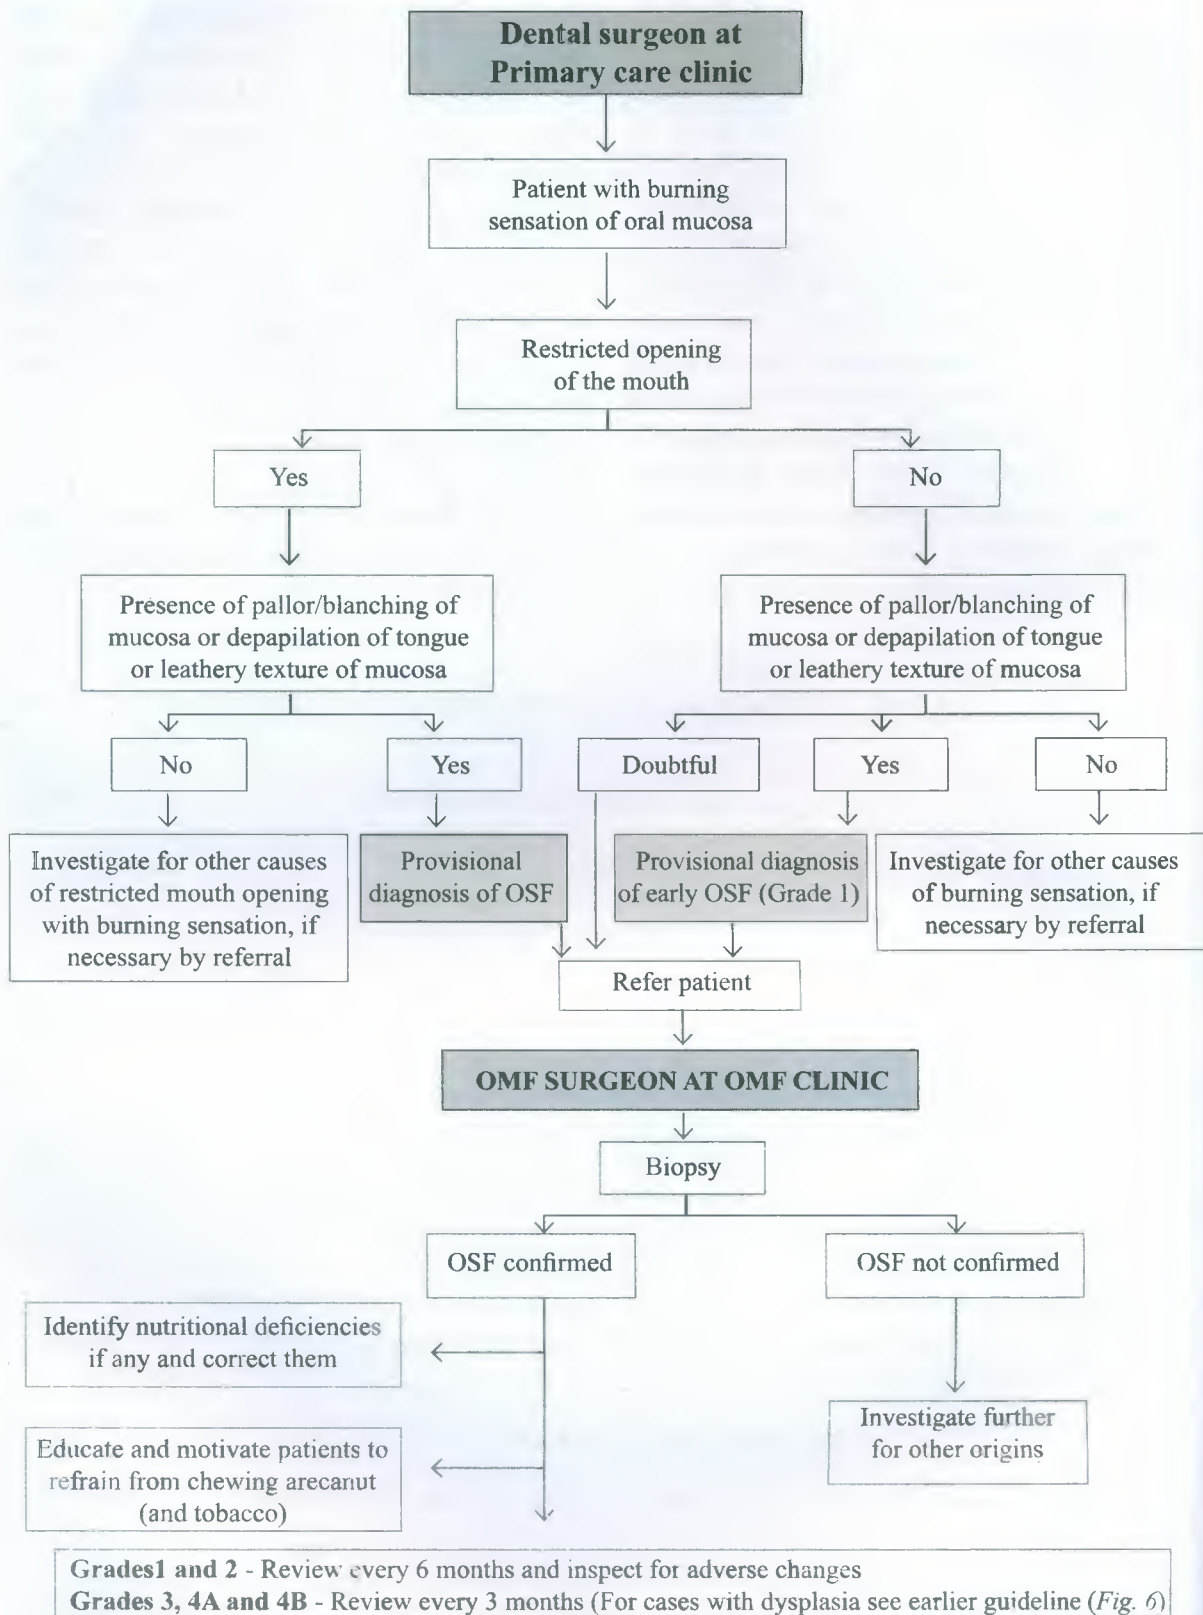 Dental surgeon at
Primary care clinic
Patient with burning
sensation of oral mucosa
Restricted opening
of the mouth
Yes
No
Presence of pallor/blanching of
mucosa or depapilation of tongue
or leathery texture of mucosa
Presence of pallor/blanching of
mucosa or depapilation of tongue
or leathery texture of mucosa
No
Yes
Doubtful
Yes
No
Investigate for other causes
of restricted mouth opening
with burning sensation, if
necessary by referral
Provisional
diagnosis of OSF
Provisional diagnosis
of early OSF (Grade 1)
Investigate for other causes
of burning sensation, if
necessary by referral
Refer patient
OMF SURGEON AT OMF CLINIC
Biopsy
OSF confirmed
OSF not confirmed
Identify nutritional deficiencies
if any and correct them
Investigate further
for other origins
Educate and motivate patients to
refrain from chewing arecanut
(and tobacco)
Grades1 and 2 - Review every 6 months and inspect for adverse changes
Grades 3, 4A and 4B - Review every 3 months (For cases with dysplasia see earlier guideline (Fig. 6)